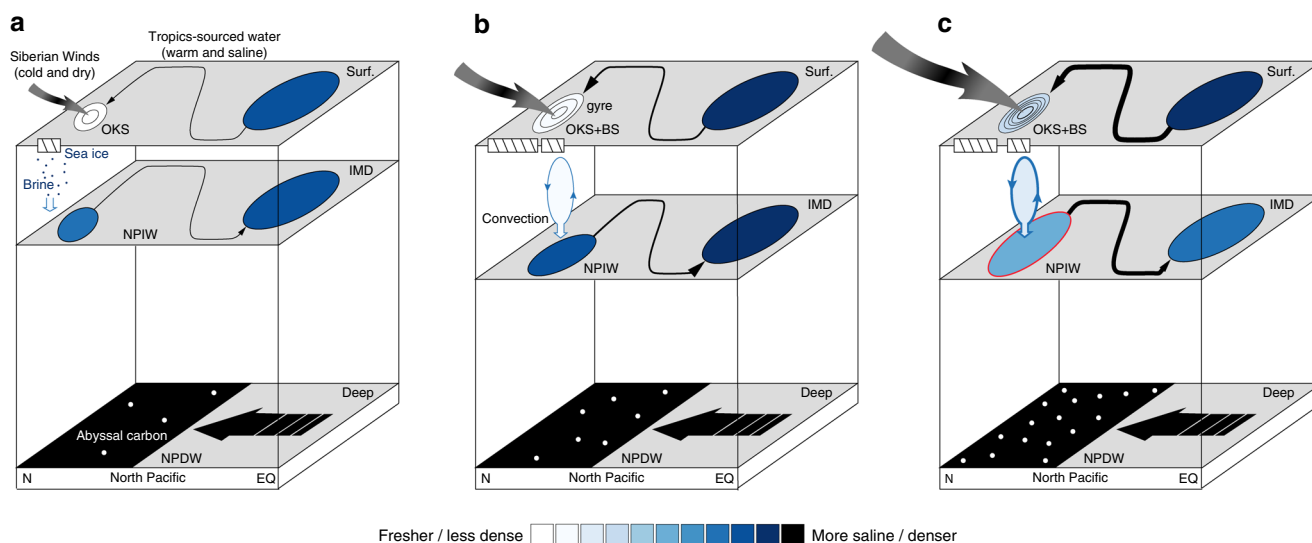 a
Tropics-sourced water
(warm and saline)
Siberian Winds
(cold and dry)
Surf.
OKS
Sea ice
Brine
IMD
NPIW
Deep
Abyssal carbon
NPDW
N
North Pacific
EQ
b
Surf.
gyre
OKS+BS
Convection
IMD
NPIW
Deep
NPDW
N
North Pacific
EQ
c
Surf.
OKS+BS
IMD
NPIW
Deep
NPDW
N
North Pacific
EQ
Fresher / less dense
More saline / denser